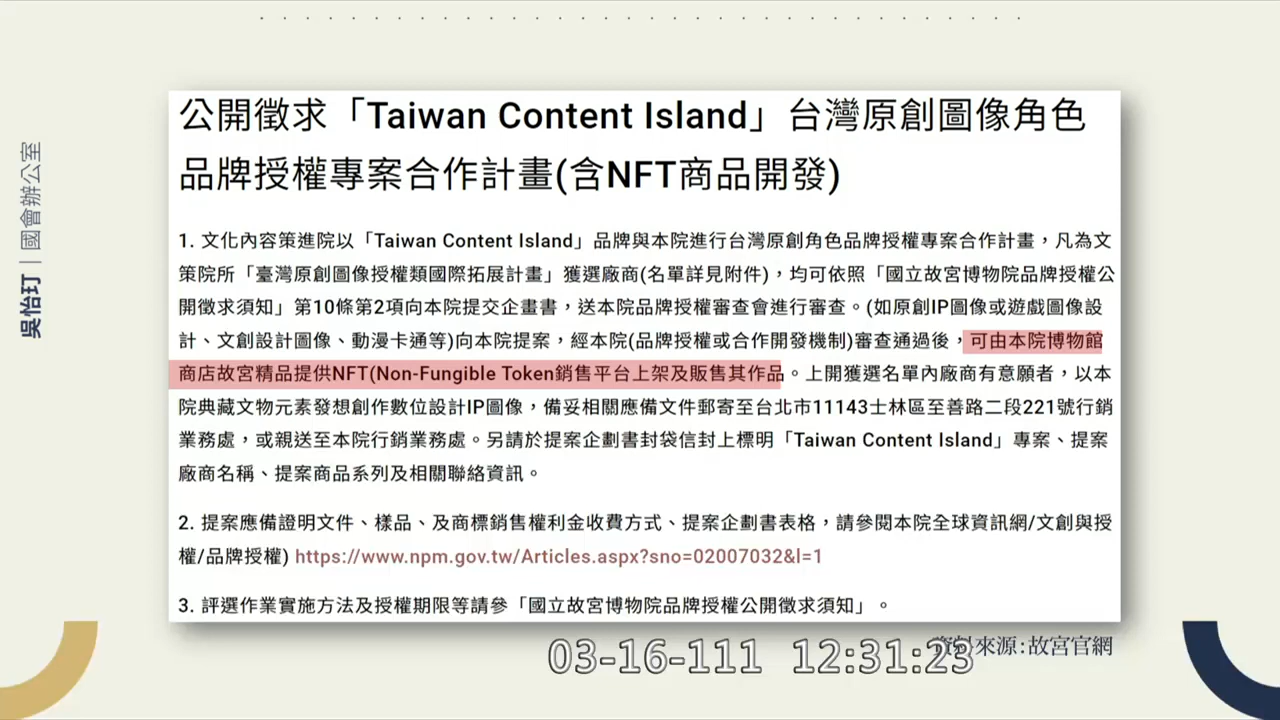 公開徵求「Taiwan Content Island」台灣原創圖像角色
品牌授權專案合作計畫(含NFT商品開發)
1. 文化內容策進院以「Taiwan Content Island」品牌與本院進行台灣原創角色品牌授權專案合作計畫，凡為文
策院所「臺灣原創圖像授權類國際拓展計畫」獲選廠商(名單詳見附件)，均可依照「國立故宮博物院品牌授權公
開徵求須知」第10條第2項向本院提交企畫書，送本院品牌授權審查會進行審查。(如原創IP圖像或遊戲圖像設
計、文創設計圖像、動漫卡通等)向本院提案，經本院(品牌授權或合作開發機制)審查通過後，可由本院博物館
商店故宮精品提供NFT(Non-Fungible Token銷售平台上架及販售其作品。上開獲選名單內廠商有意願者，以本
院典藏文物元素發想創作數位設計IP圖像，備妥相關應備文件郵寄至台北市11143士林區至善路二段221號行銷
業務處，或親送至本院行銷業務處。另請於提案企劃書封袋信封上標明「Taiwan Content Island」專案、提案
廠商名稱、提案商品系列及相關聯絡資訊。
2. 提案應備證明文件、樣品、及商標銷售權利金收費方式、提案企劃書表格，請參閱本院全球資訊網/文創與授
權/品牌授權) https://www.npm.gov.tw/Articles.aspx?sno=02007032&l=1
3. 評選作業實施方法及授權期限等請參「國立故宮博物院品牌授權公開徵求須知」。
資料來源:故宮官網
03-16-111 12:31:23
吳怡玎｜國會辦公室